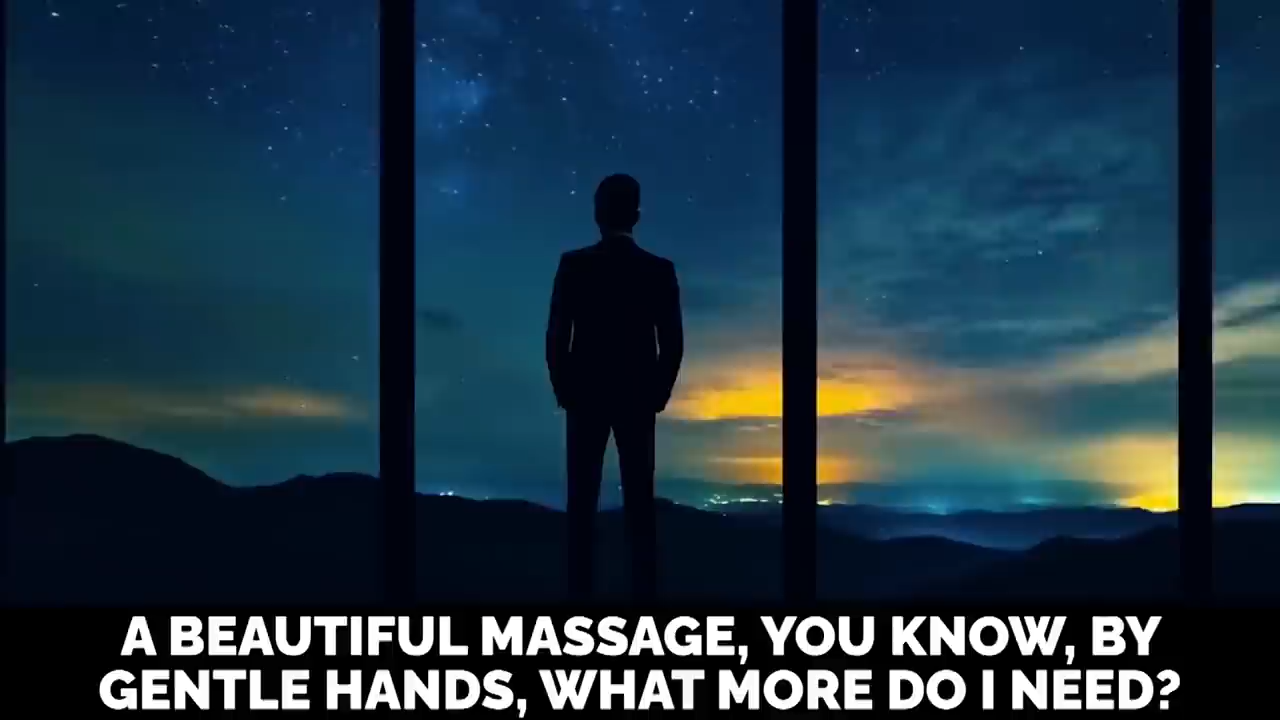 A BEAUTIFUL MASSAGE, YOU KNOW, BY
GENTLE HANDS, WHAT MORE DO I NEED?